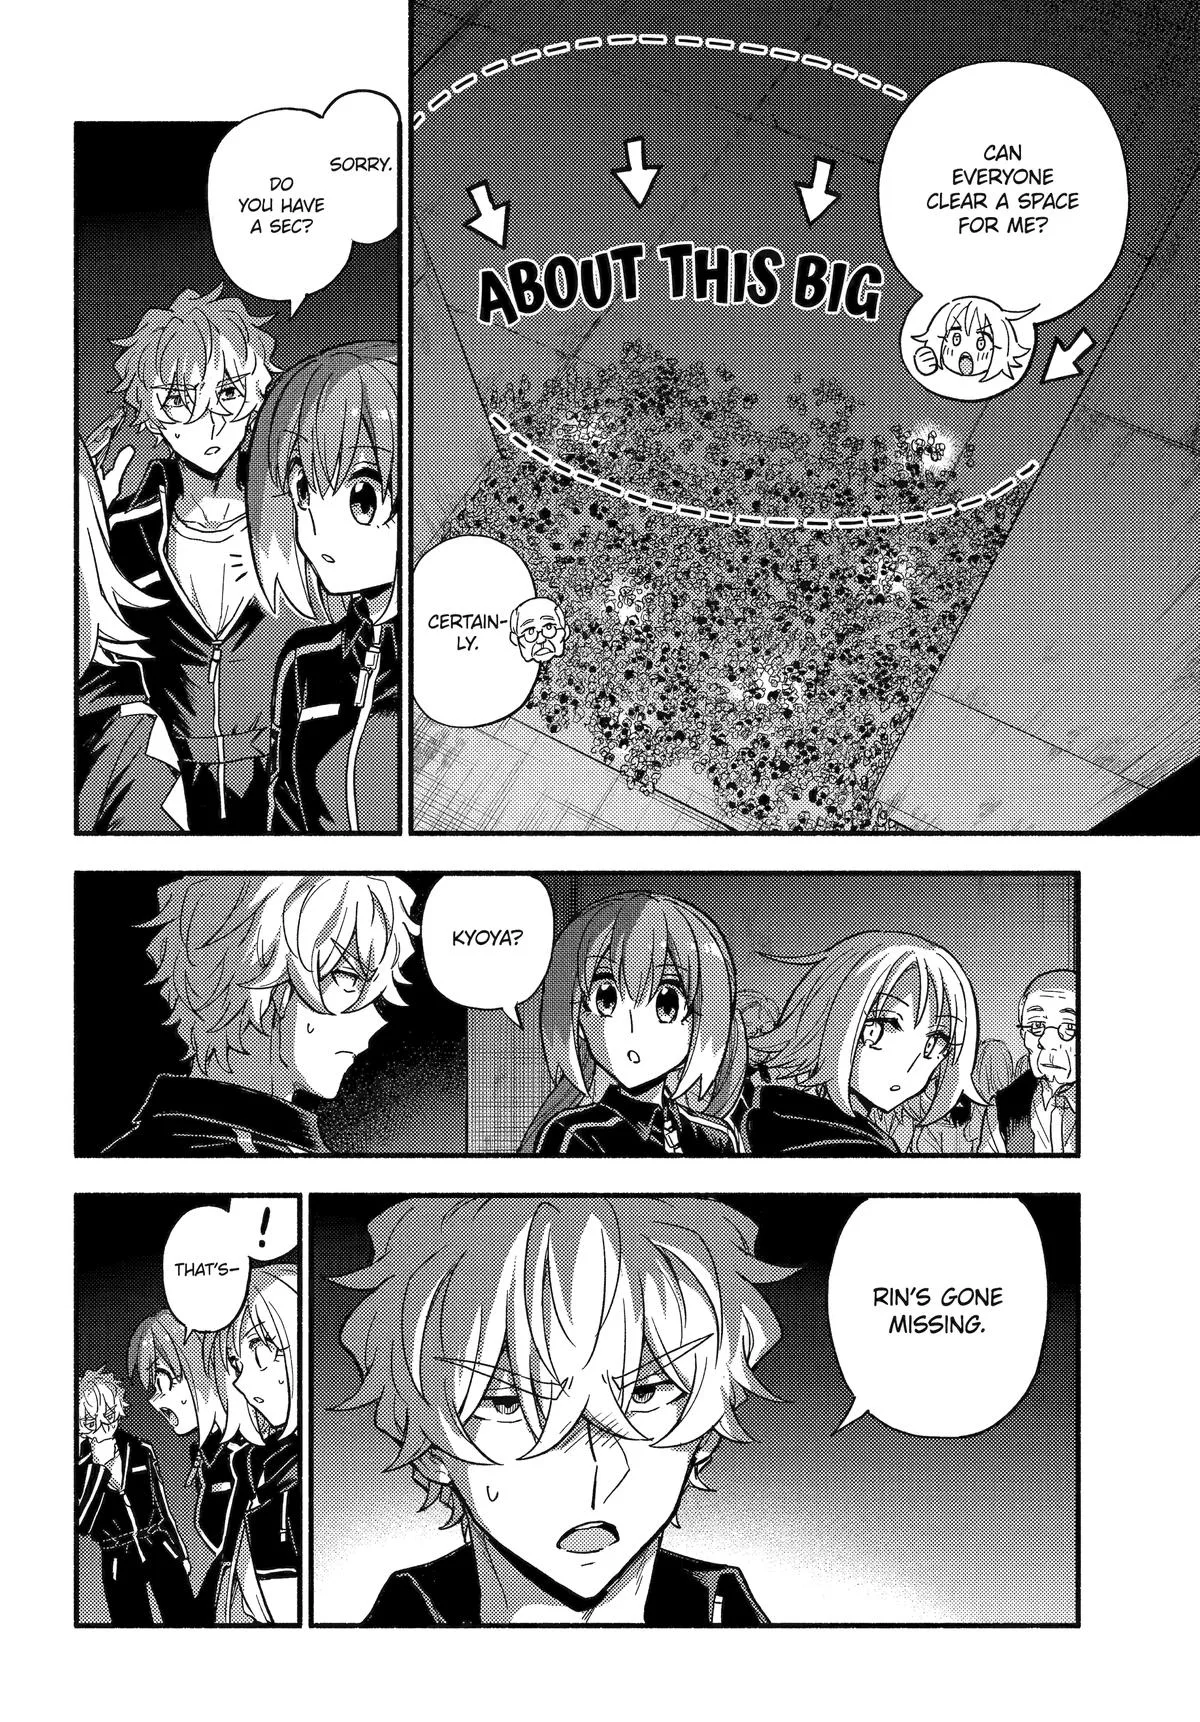 CAN
EVERYONE
CLEAR A SPACE
FOR ME?
ABOUT THIS BIG
CERTAIN-
LY.
SORRY.
DO
YOU HAVE
A SEC?
KYOYA?
RIN'S GONE
MISSING.
!
THAT'S-